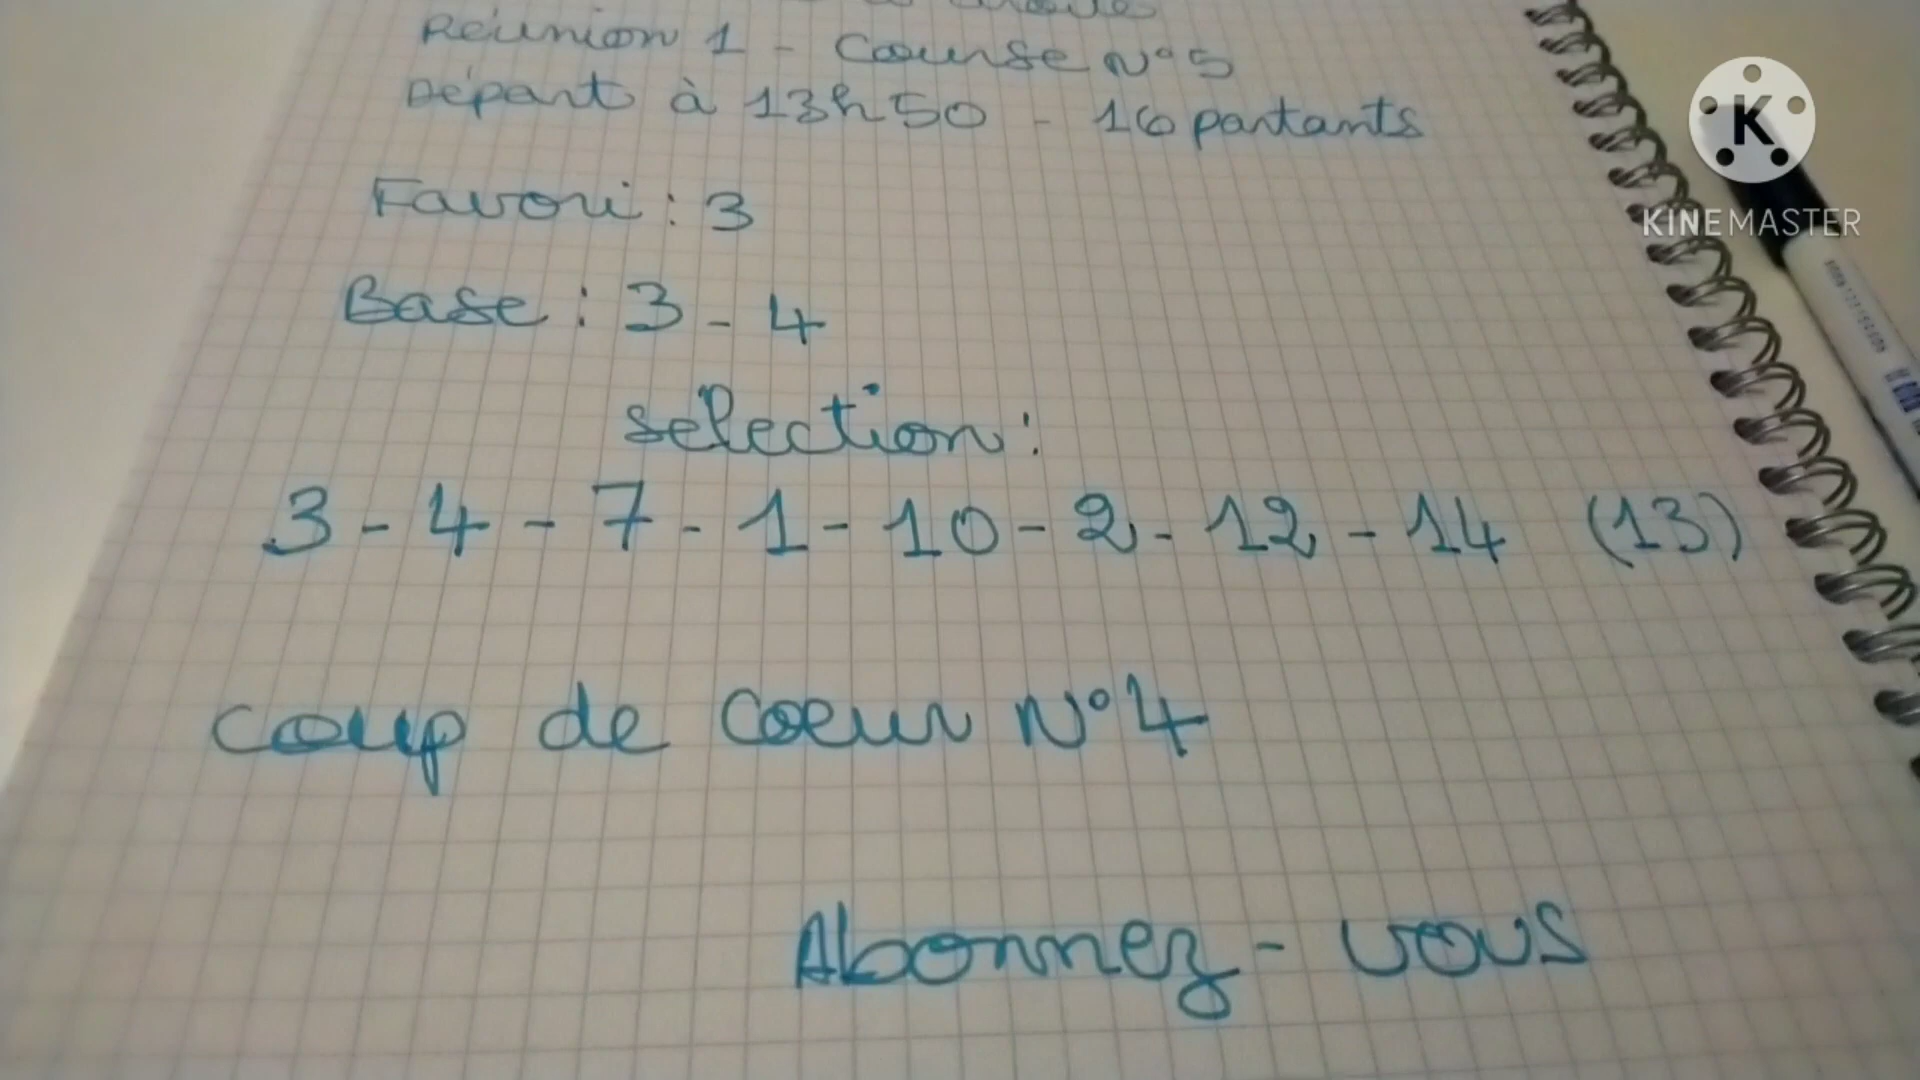 Réunion 1 - Course N°5
Départ à 13h50 - 16 partants
Favori : 3
Base : 3 - 4
sélection :
3 - 4 - 7 - 1 - 10 - 2 - 12 - 14 (13)
coup de coeur N°4
Abonnez - vous
K
KINEMASTER